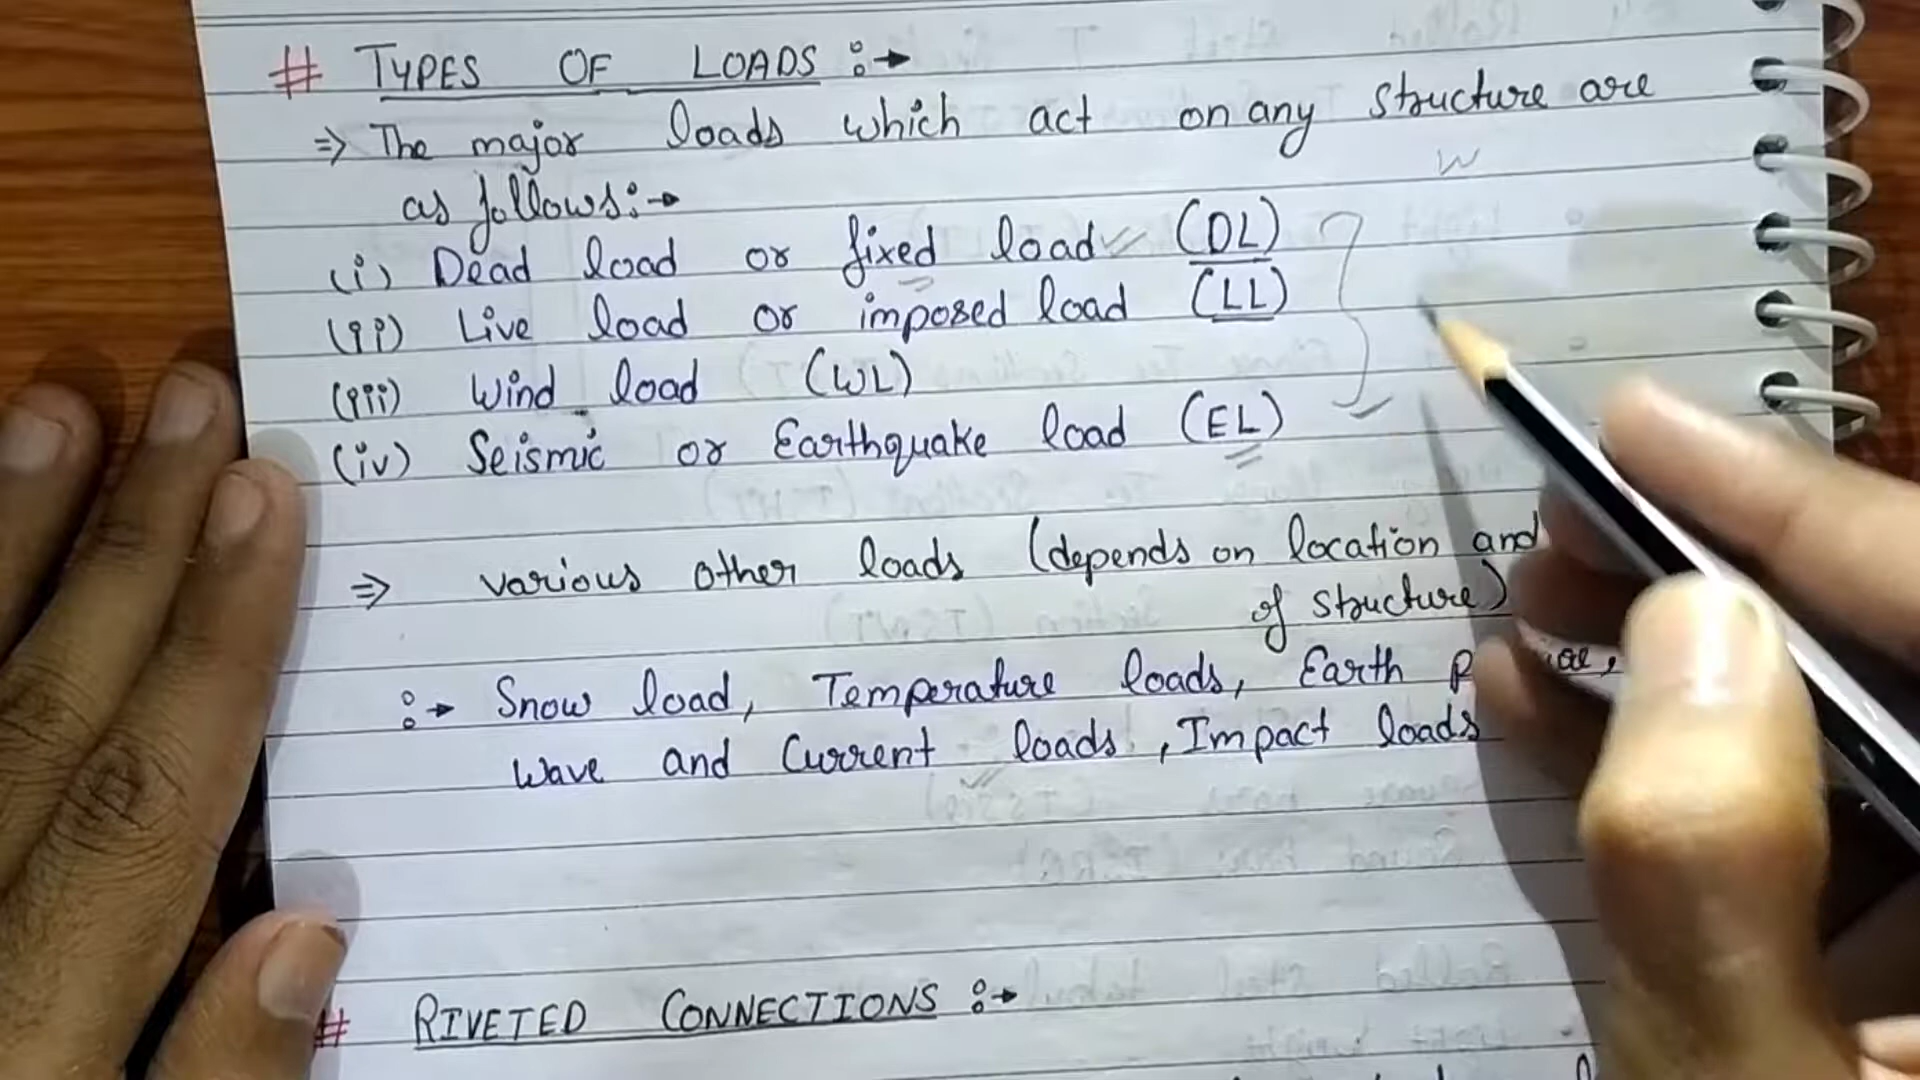 # TYPES OF LOADS :→
⇒ The major loads which act on any structure are
as follows:→
(i) Dead load or fixed load (DL)
(ii) Live load or imposed load (LL)
(iii) Wind load (WL)
(iv) Seismic or Earthquake load (EL)
⇒ various other loads (depends on location and
of structure)
:→ Snow load, Temperature loads, Earth
Wave and Current loads, Impact loads
# RIVETED CONNECTIONS :→